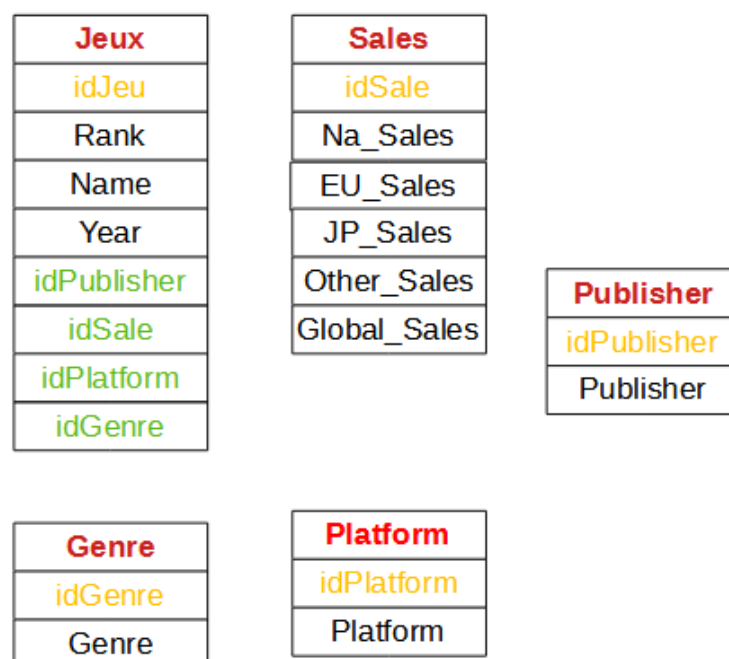 Jeux
idJeu
Rank
Name
Year
idPublisher
idSale
idPlatform
idGenre
Sales
idSale
Na_Sales
EU_Sales
JP_Sales
Other_Sales
Global_Sales
Publisher
idPublisher
Publisher
Genre
idGenre
Genre
Platform
idPlatform
Platform